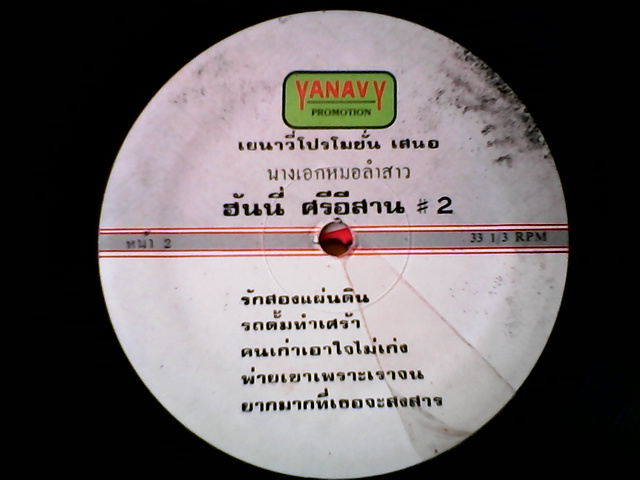 YANAVY
PROMOTION
เยนาวี่โปรโมชั่น เสนอ
นางเอกหมอลำสาว
ฮันนี่ ศรีอีสาน # 2
หน้า 2
33 1/3 RPM
รักสองแผ่นดิน
รถดั้มทำเศร้า
คนเก่าเอาใจไม่เก่ง
พ่ายเขาเพราะเราจน
ยากมากที่เธอจะสงสาร